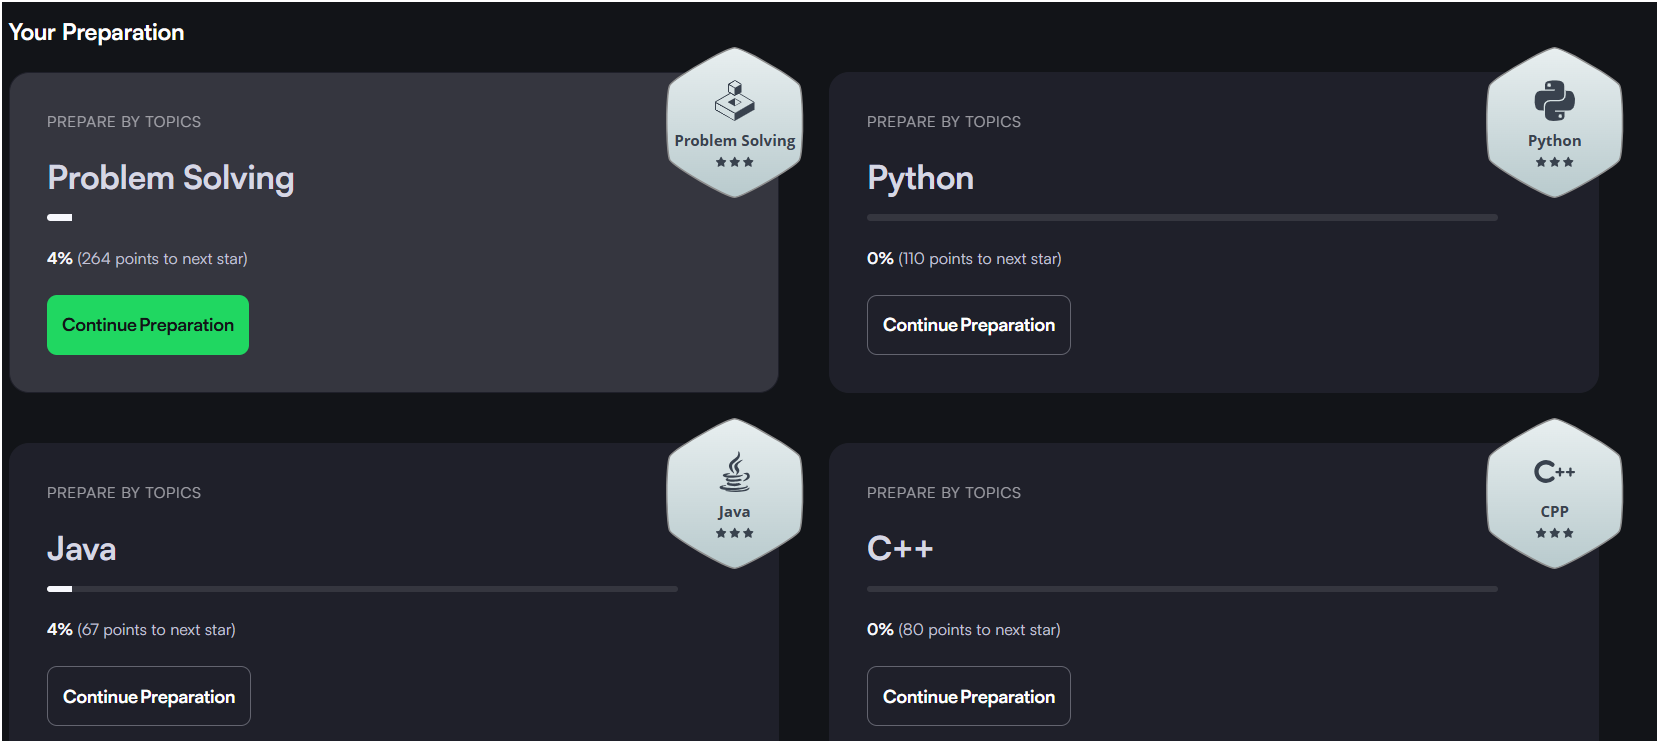 Your Preparation
PREPARE BY TOPICS
Problem Solving
4% (264 points to next star)
Continue Preparation
Problem Solving
PREPARE BY TOPICS
Python
0% (110 points to next star)
Continue Preparation
Python
PREPARE BY TOPICS
Java
4% (67 points to next star)
Continue Preparation
Java
PREPARE BY TOPICS
C++
0% (80 points to next star)
Continue Preparation
C++
CPP